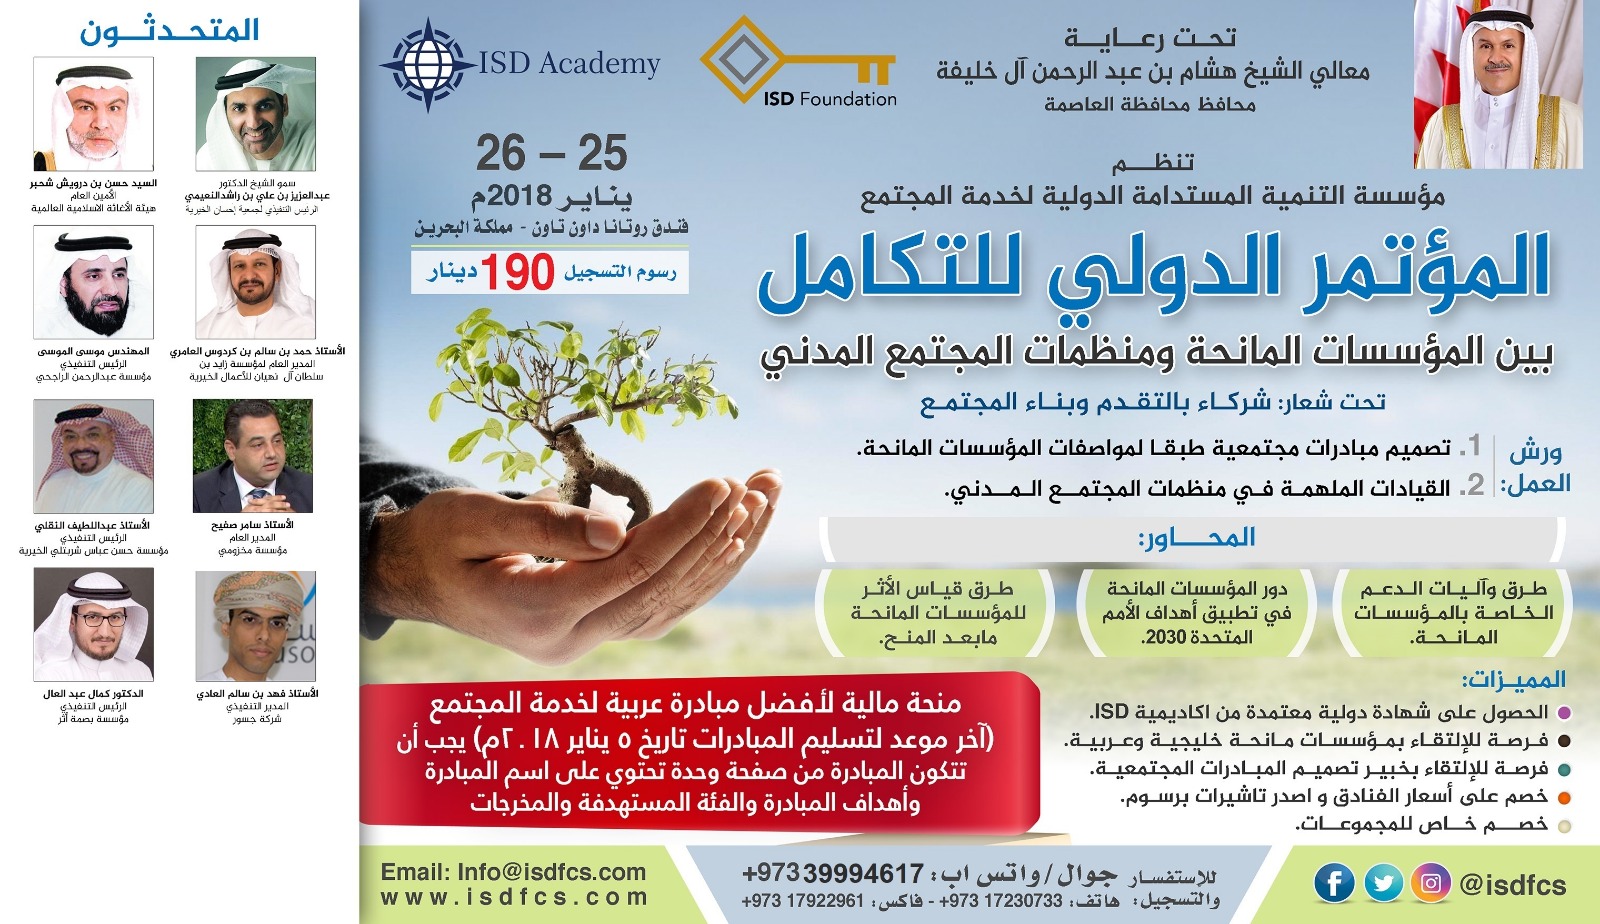 تحت رعـايـة
معالي الشيخ هشام بن عبد الرحمن آل خليفة
محافظ محافظة العاصمة
ISD Foundation
ISD Academy
تنظـم
مؤسسة التنمية المستدامة الدولية لخدمة المجتمع
25 – 26
يناير 2018م
فندق روتانا داون تاون - مملكة البحرين
رسوم التسجيل 190 دينار
المؤتمر الدولي للتكامل
بين المؤسسات المانحة ومنظمات المجتمع المدني
تحت شعار: شركاء بالتقدم وبناء المجتمع
ورش العمل:
1. تصميم مبادرات مجتمعية طبقا لمواصفات المؤسسات المانحة.
2. القيادات الملهمة في منظمات المجتمع المدني.
المحـــاور:
طرق وآليات الدعم
الخاصة بالمؤسسات
المانحة.
دور المؤسسات المانحة
في تطبيق أهداف الأمم
المتحدة 2030.
طرق قياس الأثر
للمؤسسات المانحة
مابعد المنح.
المميزات:
الحصول على شهادة دولية معتمدة من اكاديمية ISD.
فرصة للإلتقاء بمؤسسات مانحة خليجية وعربية.
فرصة للإلتقاء بخبير تصميم المبادرات المجتمعية.
خصم على أسعار الفنادق و اصدر تاشيرات برسوم.
خصم خاص للمجموعات.
منحة مالية لأفضل مبادرة عربية لخدمة المجتمع
(آخر موعد لتسليم المبادرات تاريخ ٥ يناير ٢٠١٨م) يجب أن
تتكون المبادرة من صفحة وحدة تحتوي على اسم المبادرة
وأهداف المبادرة والفئة المستهدفة والمخرجات
@isdfcs
للإستفسار والتسجيل:
جوال/واتس اب: 97339994617+
هاتف: 17230733 973+ - فاكس: 17922961 973+
Email: Info@isdfcs.com
www.isdfcs.com
المتحدثــون
سمو الشيخ الدكتور
عبدالعزيز بن علي بن راشدالنعيمي
الرئيس التنفيذي لجمعية إحسان الخيرية
السيد حسن بن درويش شحبر
الأمين العام
هيئة الأغاثة الاسلامية العالمية
الأستاذ حمد بن سالم بن كردوس العامري
المدير العام لمؤسسة زايد بن
سلطان آل نهيان للأعمال الخيرية
المهندس موسى الموسى
الرئيس التنفيذي
مؤسسة عبدالرحمن الراجحي
الأستاذ سامر صفيح
المدير العام
مؤسسة مخزومي
الأستاذ عبداللطيف النقلي
الرئيس التنفيذي
مؤسسة حسن عباس شربتلي الخيرية
الأستاذ فهد بن سالم العادي
المدير التنفيذي
شركة جسور
الدكتور كمال عبد العال
الرئيس التنفيذي
مؤسسة بصمة أثر